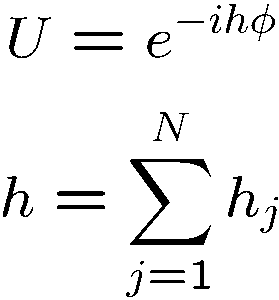 U = e^{-ihϕ}
h = \sum_{j=1}^{N} h_j